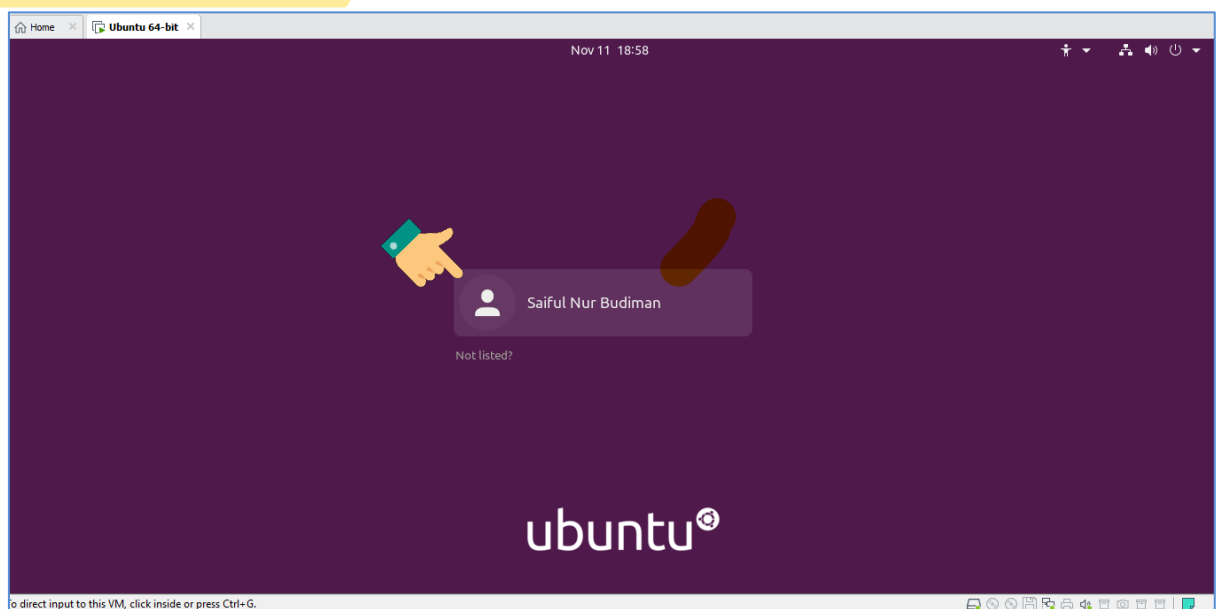 Home
Ubuntu 64-bit
Nov 11 18:58
Saiful Nur Budiman
Not listed?
ubuntu
o direct input to this VM, click inside or press Ctrl+G.